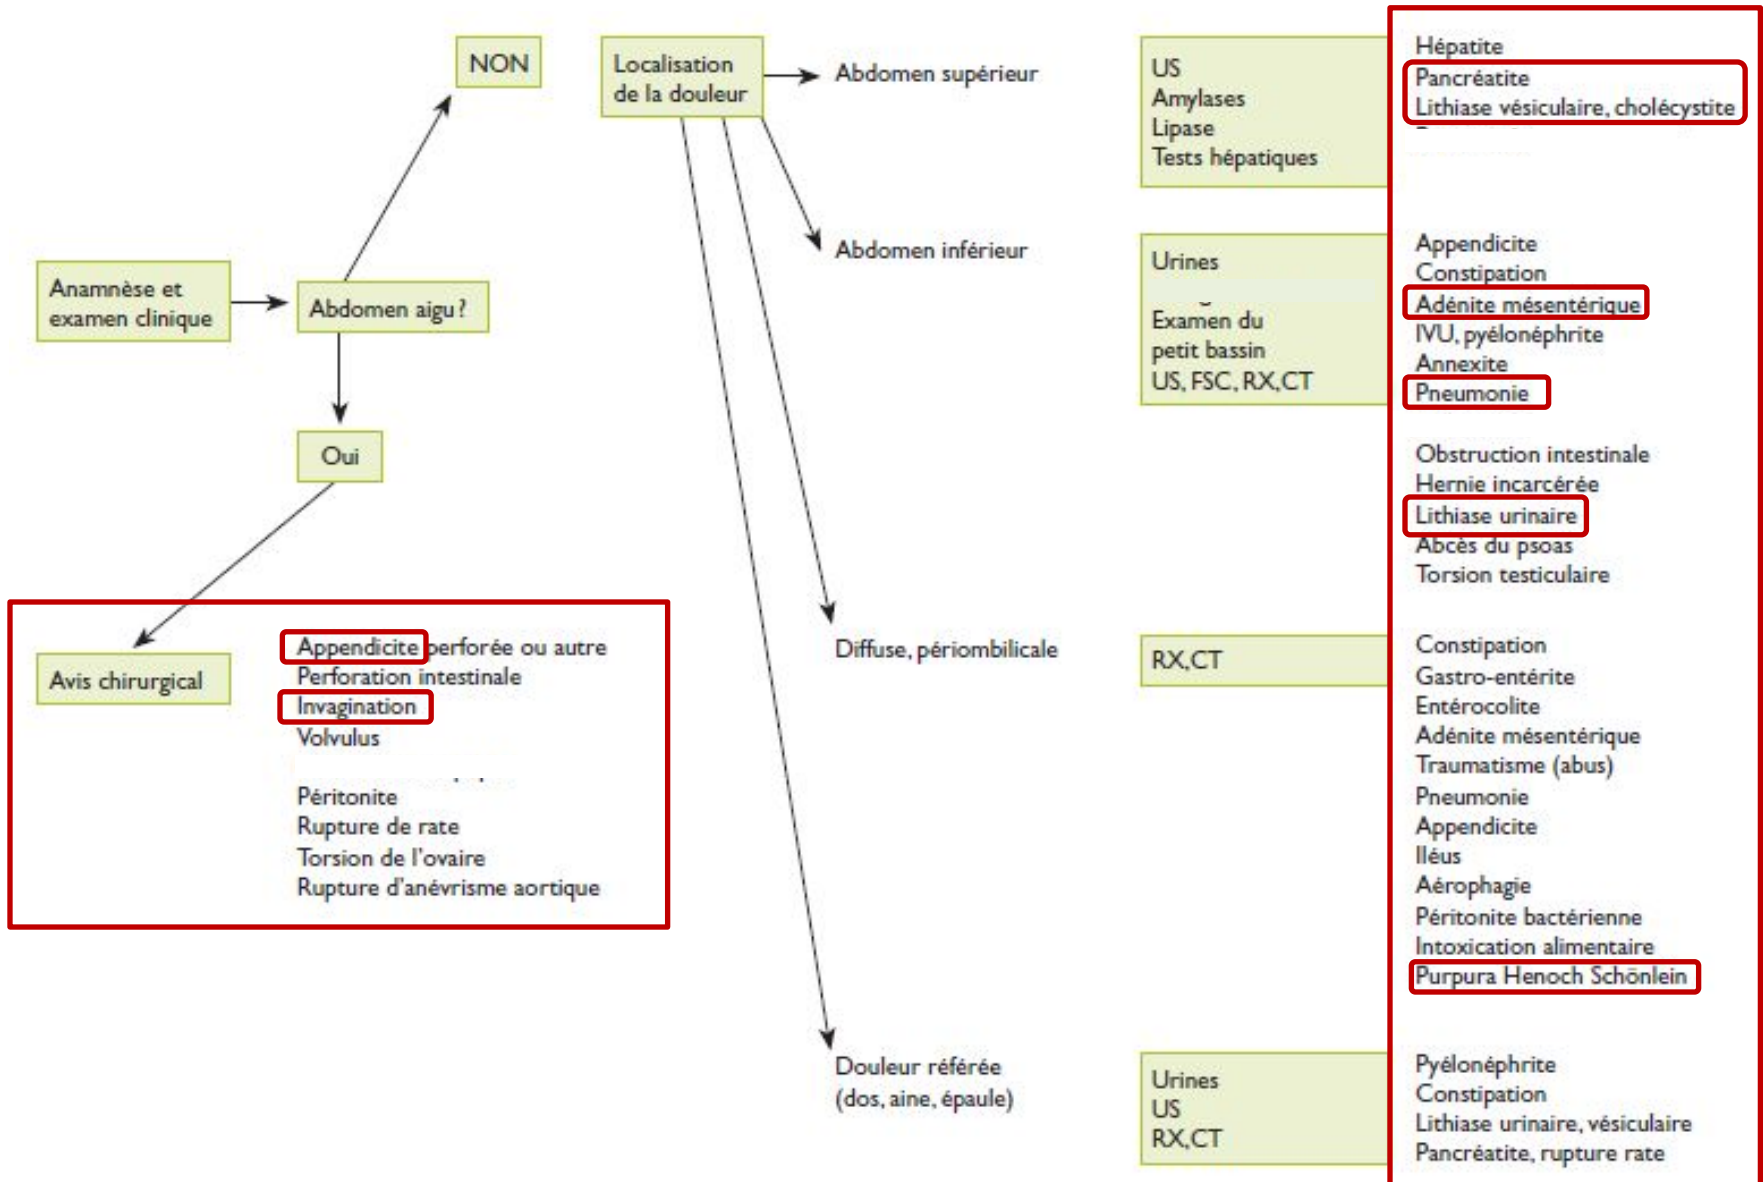 NON
Localisation
de la douleur
Abdomen supérieur
US
Amylases
Lipase
Tests hépatiques
Hépatite
Pancréatite
Lithiase vésiculaire, cholécystite
Abdomen inférieur
Urines
Examen du
petit bassin
US, FSC, RX,CT
Appendicite
Constipation
Adénite mésentérique
IVU, pyélonéphrite
Annexite
Pneumonie
Obstruction intestinale
Hernie incarcérée
Lithiase urinaire
Abcès du psoas
Torsion testiculaire
Anamnèse et
examen clinique
Abdomen aigu ?
Oui
Avis chirurgical
Appendicite perforée ou autre
Perforation intestinale
Invagination
Volvulus
Péritonite
Rupture de rate
Torsion de l'ovaire
Rupture d'anévrisme aortique
Diffuse, périombilicale
RX,CT
Constipation
Gastro-entérite
Entérocolite
Adénite mésentérique
Traumatisme (abus)
Pneumonie
Appendicite
Iléus
Aérophagie
Péritonite bactérienne
Intoxication alimentaire
Purpura Henoch Schönlein
Douleur référée
(dos, aine, épaule)
Urines
US
RX,CT
Pyélonéphrite
Constipation
Lithiase urinaire, vésiculaire
Pancréatite, rupture rate